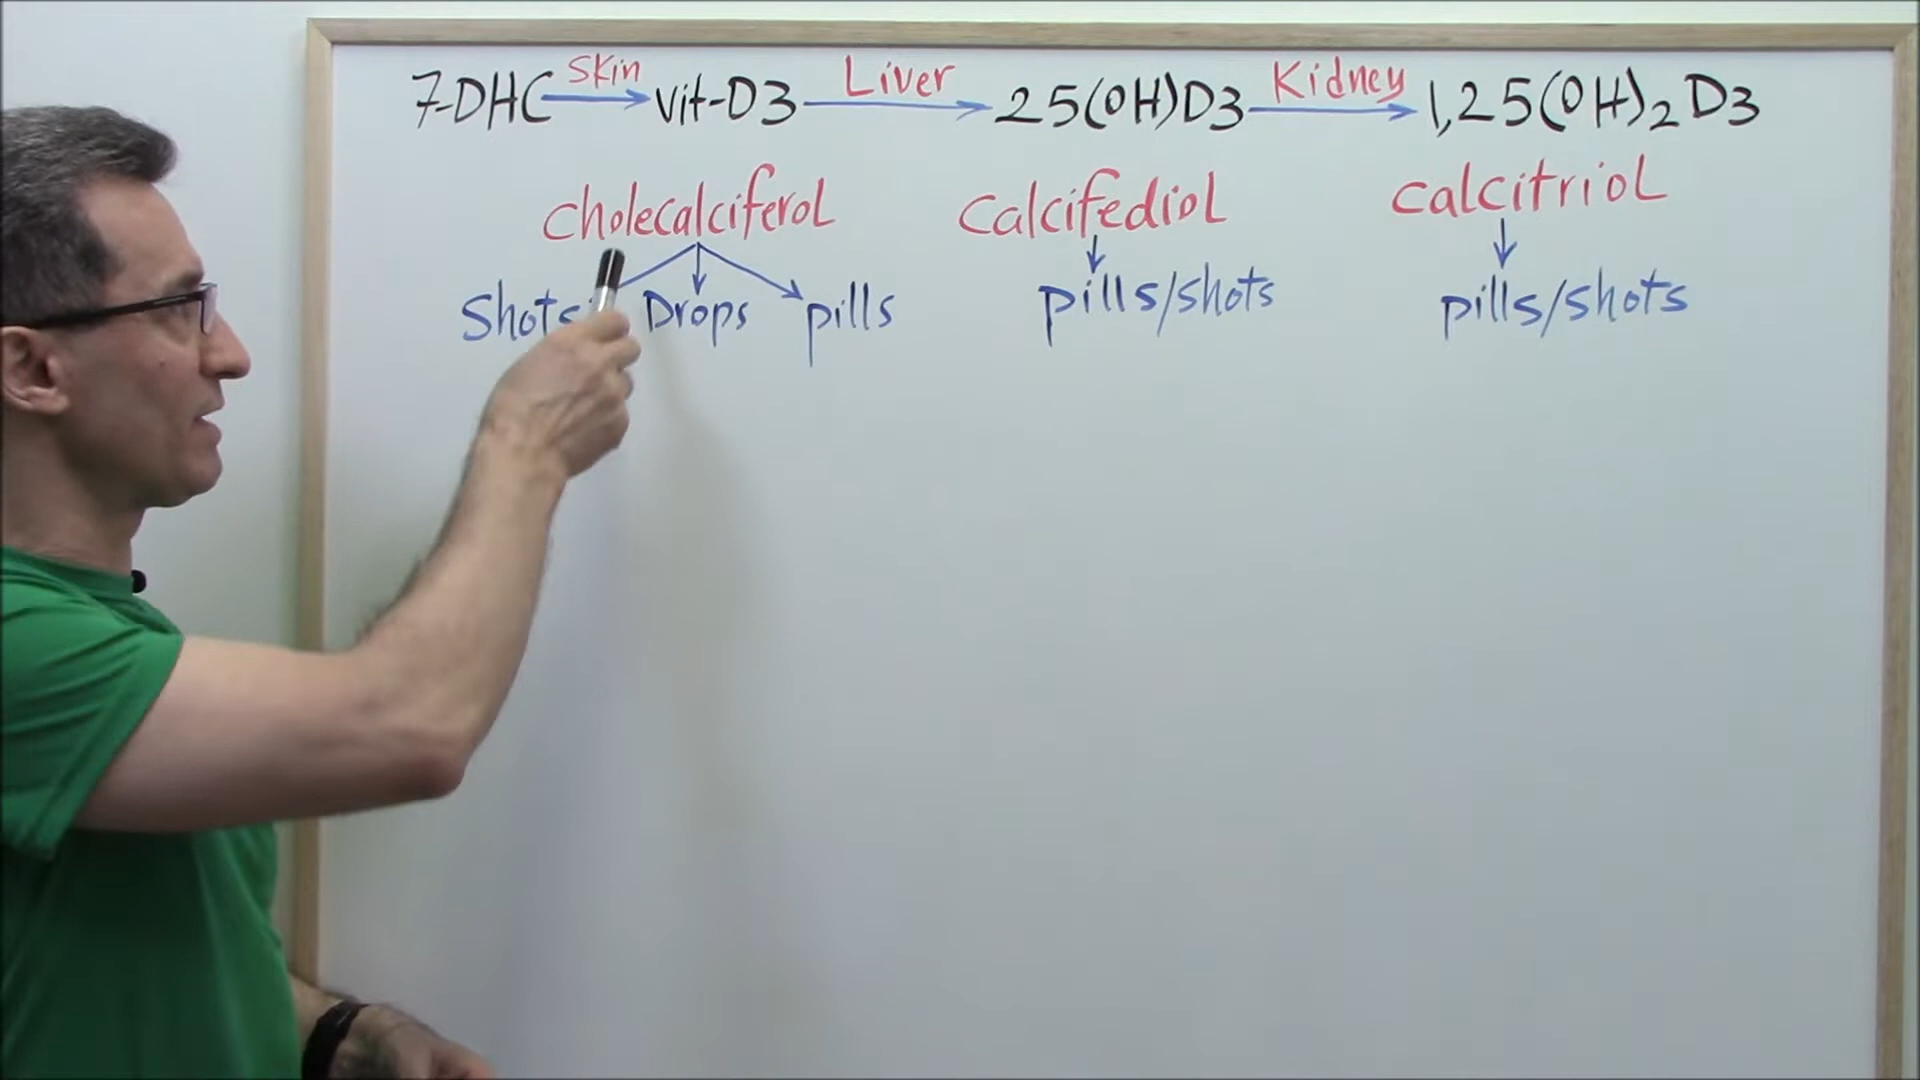 7-DHC Skin vit-D3 Liver 25(OH)D3 Kidney 1,25(OH)2D3
cholecalciferol calcifediol calcitriol
Shots Drops pills pills/shots pills/shots